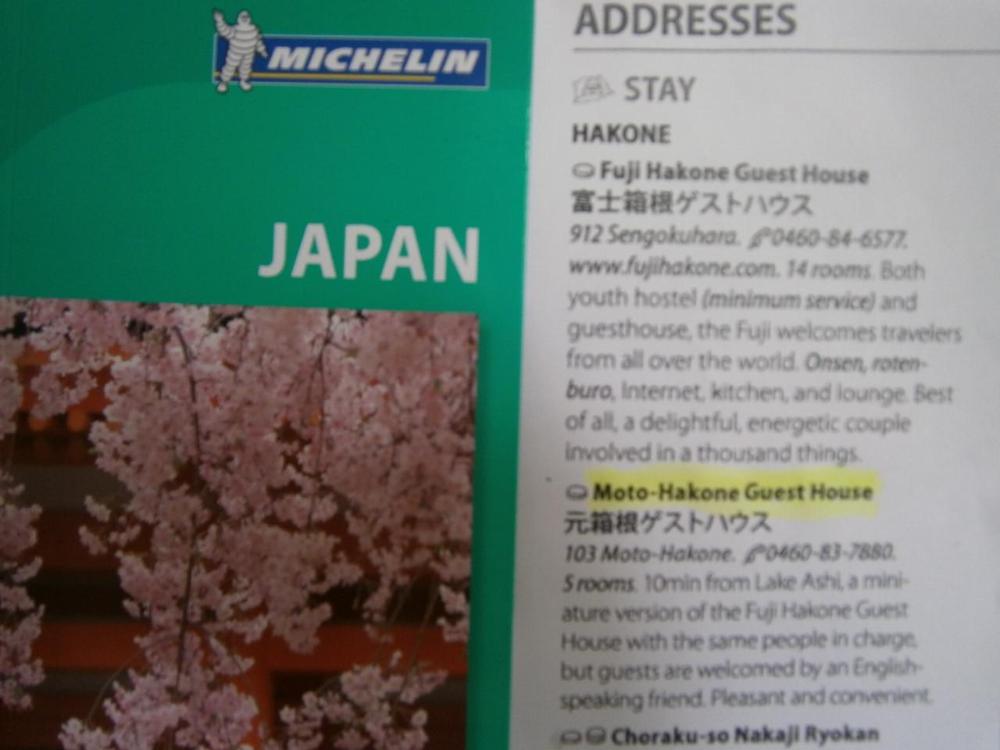 MICHELIN
JAPAN
ADDRESSES
STAY
HAKONE
Fuji Hakone Guest House
富士箱根ゲストハウス
912 Sengokuhara. 0460-84-6577.
www.fujihakone.com. 14 rooms. Both
youth hostel (minimum service) and
guesthouse, the Fuji welcomes travelers
from all over the world. Onsen, roten-
buro, Internet, kitchen, and lounge. Best
of all, a delightful, energetic couple
involved in a thousand things.
Moto-Hakone Guest House
元箱根ゲストハウス
103 Moto-Hakone. 0460-83-7880.
5 rooms. 10min from Lake Ashi, a mini-
ature version of the Fuji Hakone Guest
House with the same people in charge,
but guests are welcomed by an English-
speaking friend. Pleasant and convenient.
Choraku-so Nakaji Ryokan